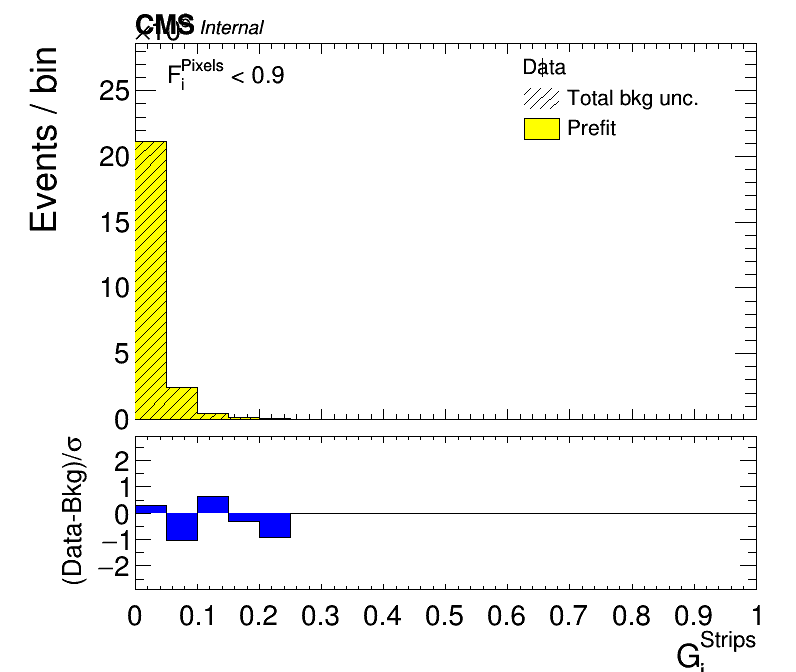 CMS Internal
F_i^Pixels < 0.9
Data
Total bkg unc.
Prefit
Events / bin
25
20
15
10
5
0
(Data-Bkg)/σ
2
1
0
−1
−2
0 0.1 0.2 0.3 0.4 0.5 0.6 0.7 0.8 0.9 1
G_i^Strips